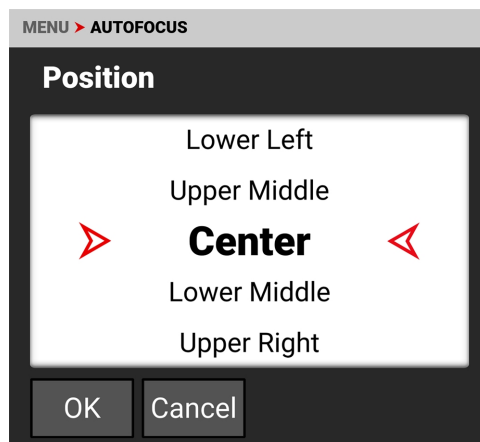 MENU ➤ AUTOFOCUS
Position
Lower Left
Upper Middle
Center
Lower Middle
Upper Right
OK Cancel